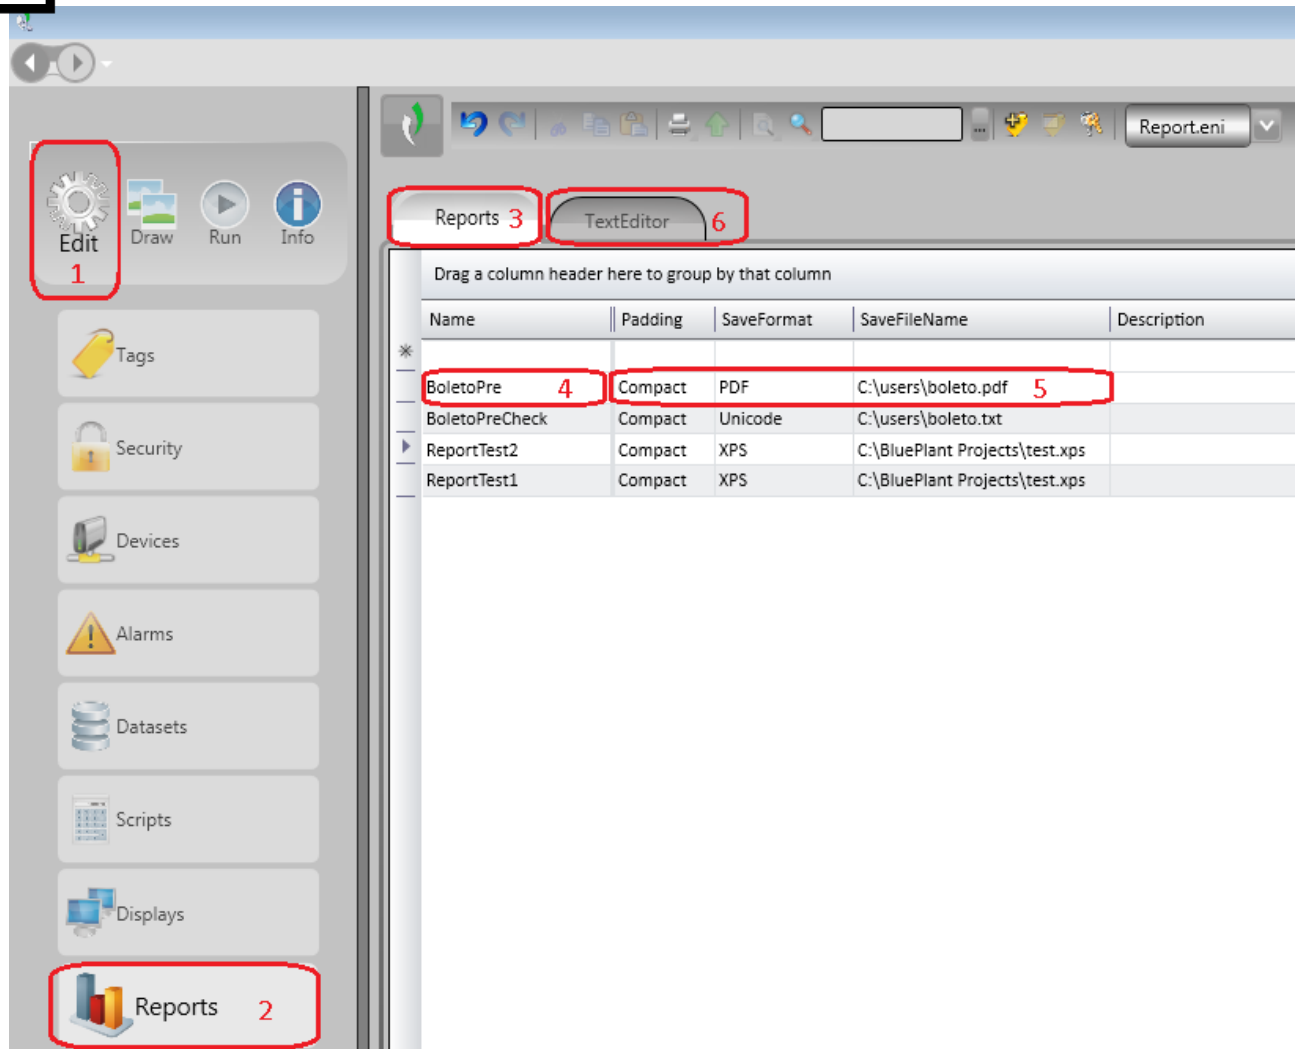 Report.eni
Edit Draw Run Info
1
Reports 3 TextEditor 6
Drag a column header here to group by that column
Name Padding SaveFormat SaveFileName Description
BoletoPre 4 Compact PDF C:\users\boleto.pdf 5
BoletoPreCheck Compact Unicode C:\users\boleto.txt
ReportTest2 Compact XPS C:\BluePlant Projects\test.xps
ReportTest1 Compact XPS C:\BluePlant Projects\test.xps
Tags
Security
Devices
Alarms
Datasets
Scripts
Displays
Reports 2